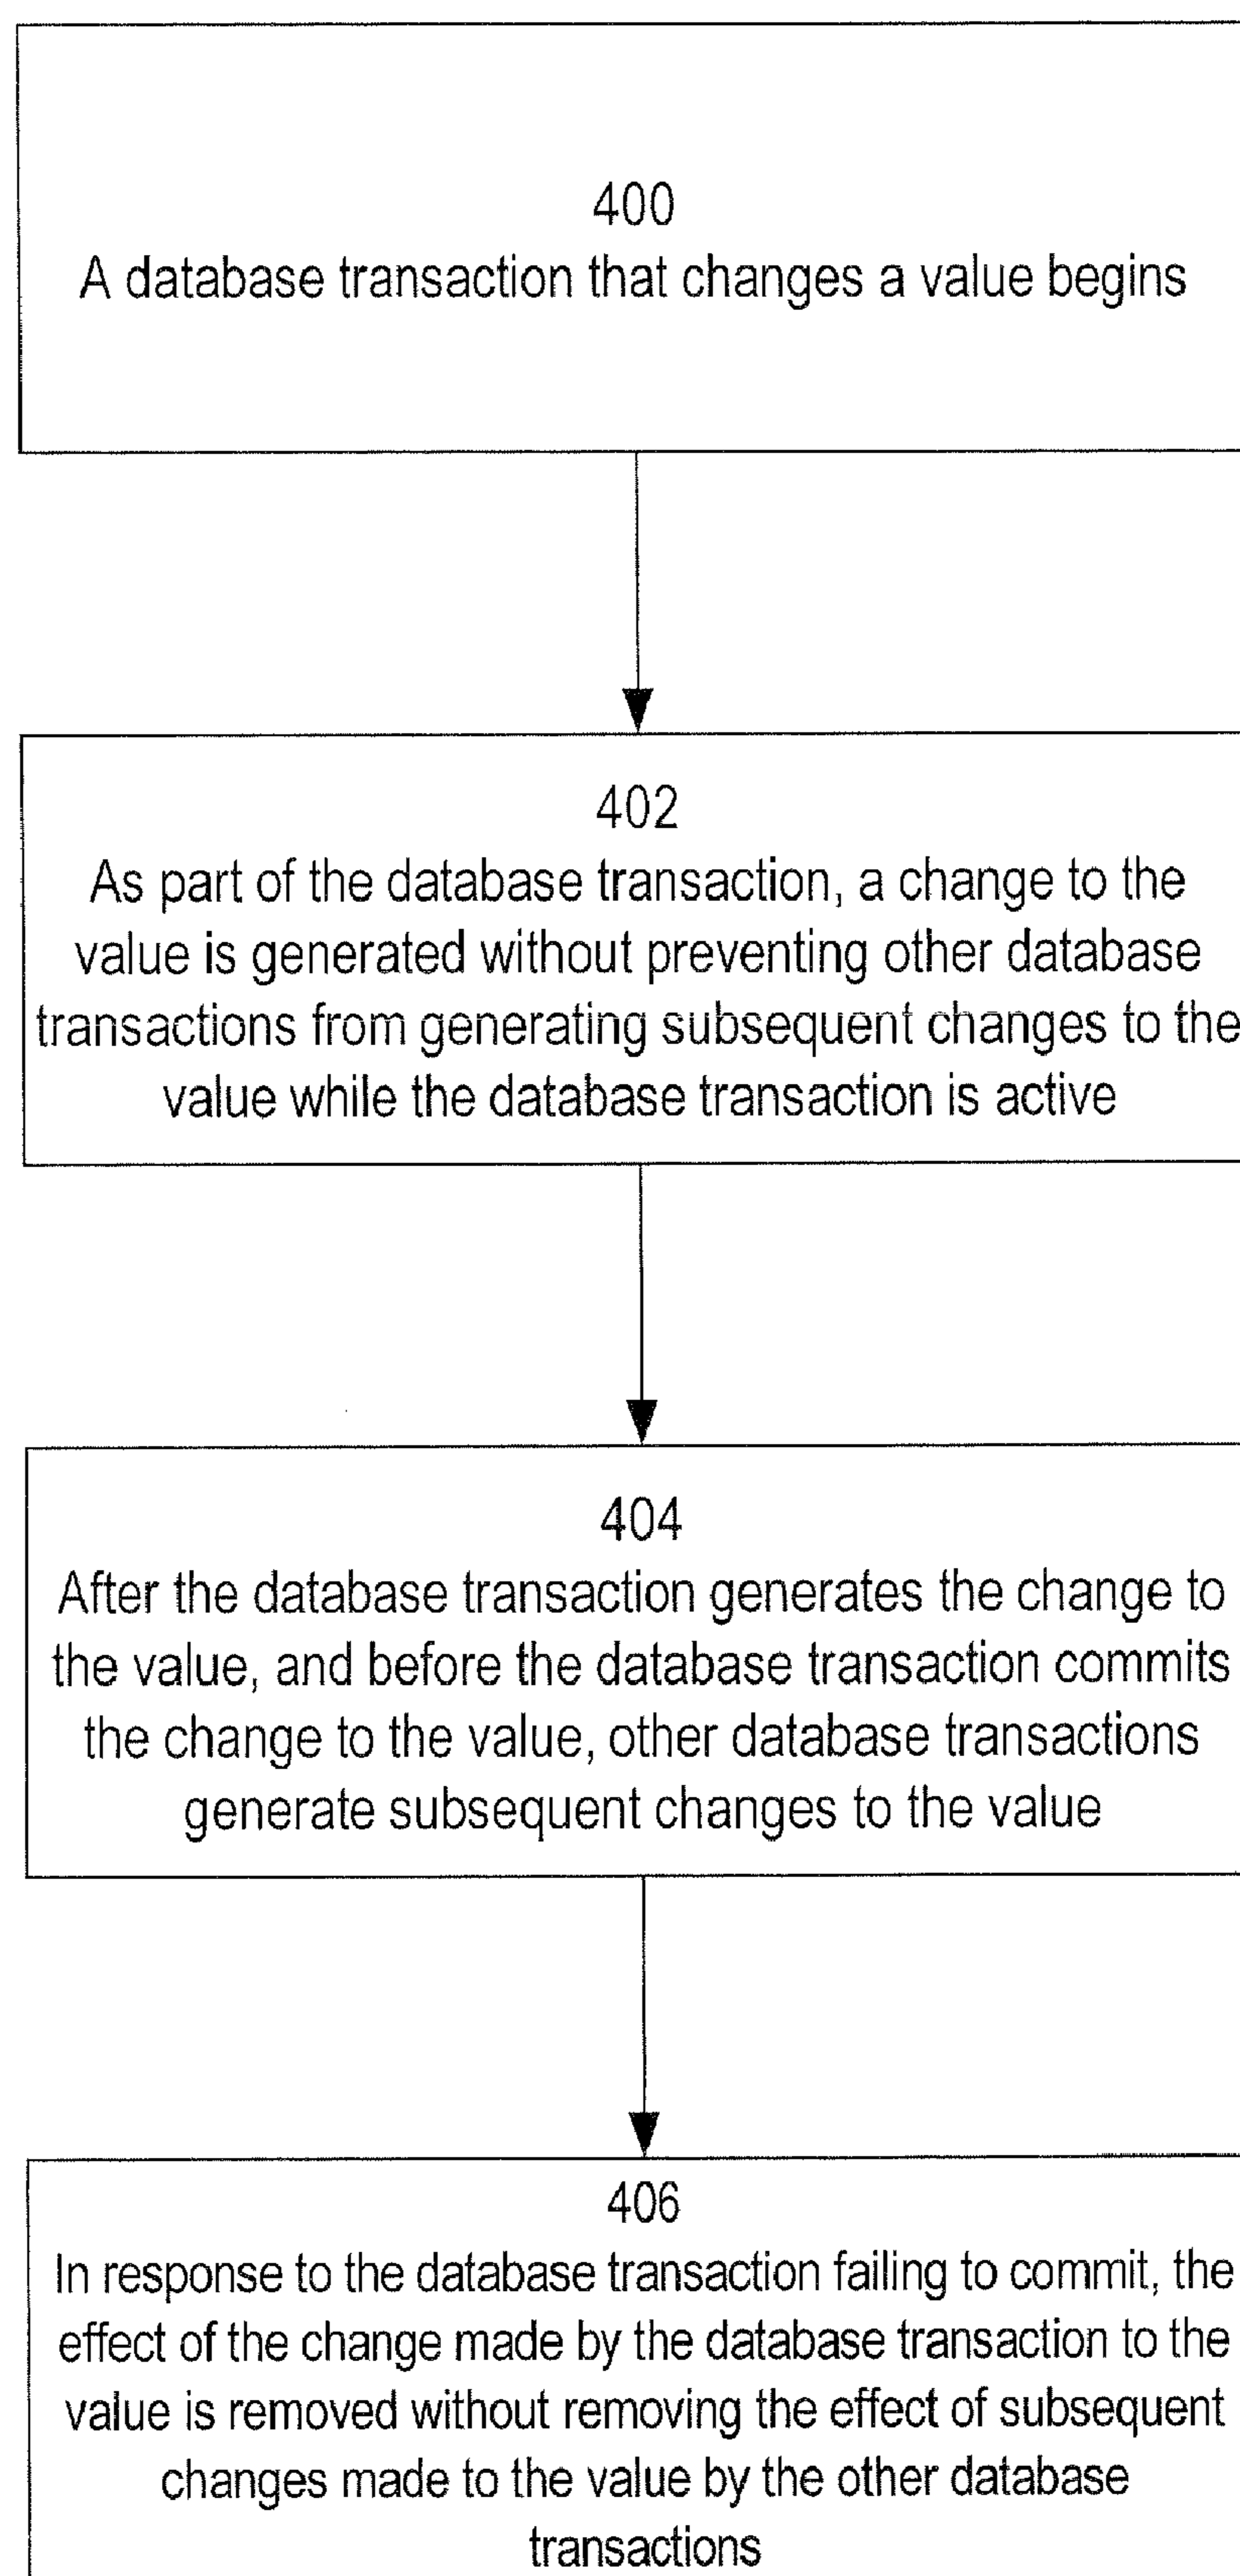 400
A database transaction that changes a value begins
402
As part of the database transaction, a change to the
value is generated without preventing other database
transactions from generating subsequent changes to the
value while the database transaction is active
404
After the database transaction generates the change to
the value, and before the database transaction commits
the change to the value, other database transactions
generate subsequent changes to the value
406
In response to the database transaction failing to commit, the
effect of the change made by the database transaction to the
value is removed without removing the effect of subsequent
changes made to the value by the other database
transactions